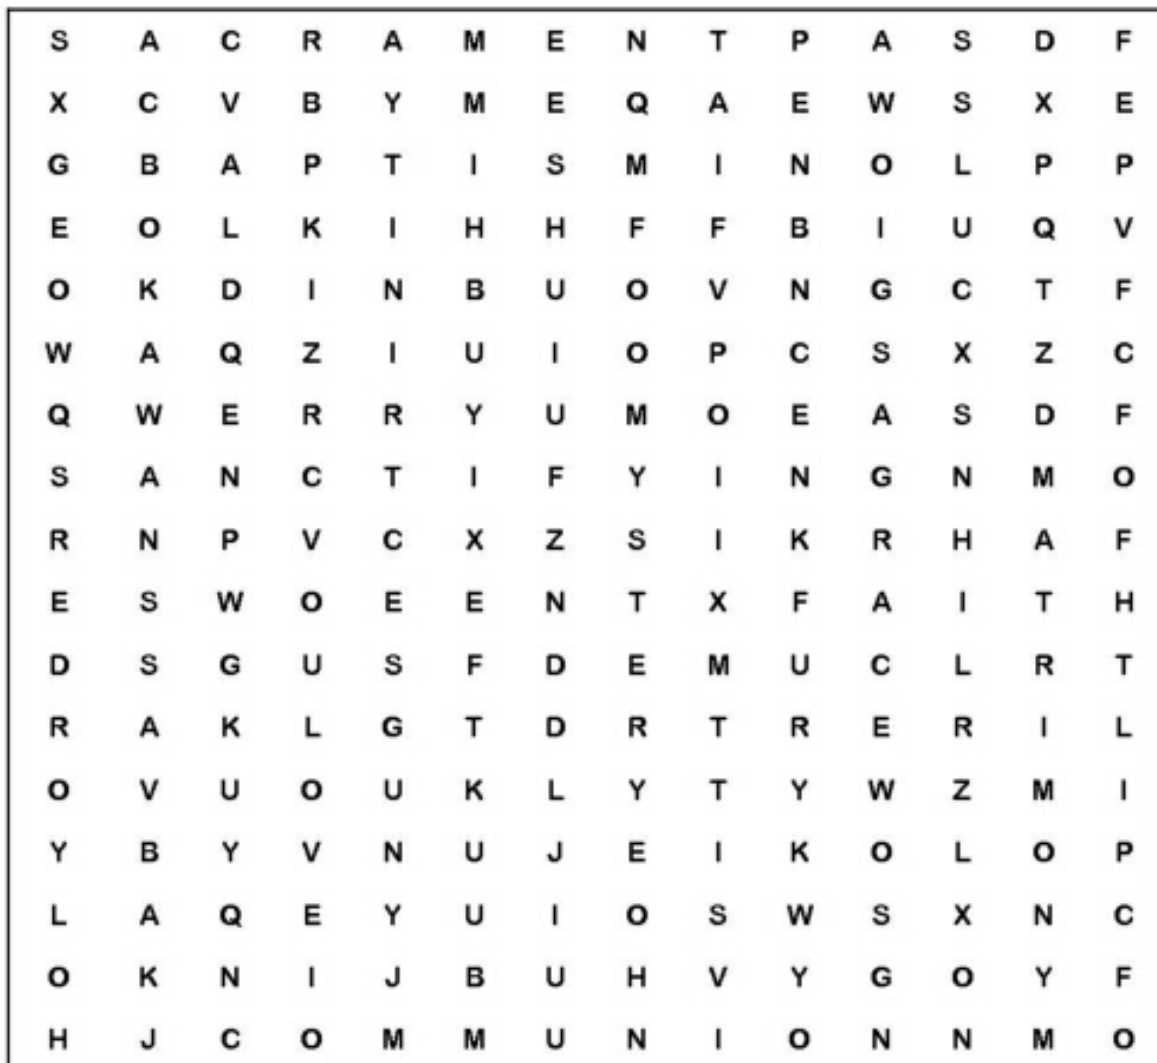 S A C R A M E N T P A S D F
X C V B Y M E Q A E W S X E
G B A P T I S M I N O L P P
E O L K I H H F F B I U Q V
O K D I N B U O V N G C T F
W A Q Z I U I O P C S X Z C
Q W E R R Y U M O E A S D F
S A N C T I F Y I N G N M O
R N P V C X Z S I K R H A F
E S W O E E N T X F A I T H
D S G U S F D E M U C L R T
R A K L G T D R T R E R I L
O V U O U K L Y T Y W Z M I
Y B Y V N U J E I K O L O P
L A Q E Y U I O S W S X N C
O K N I J B U H V Y G O Y F
H J C O M M U N I O N N M O